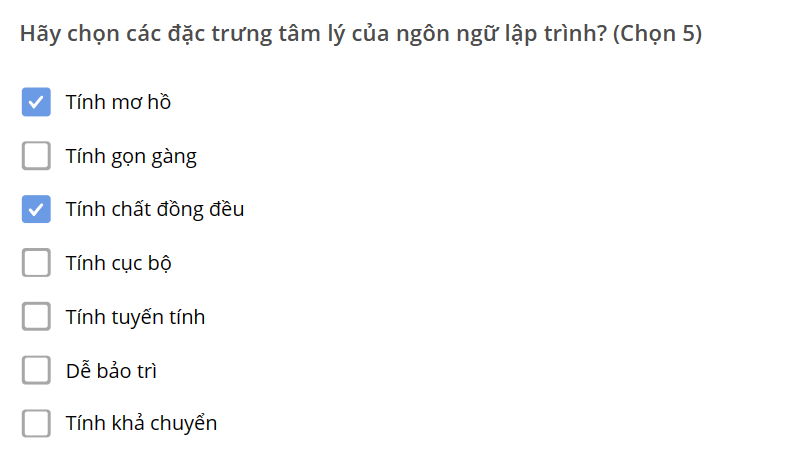 Hãy chọn các đặc trưng tâm lý của ngôn ngữ lập trình? (Chọn 5)
Tính mơ hồ
Tính gọn gàng
Tính chất đồng đều
Tính cục bộ
Tính tuyến tính
Dễ bảo trì
Tính khả chuyển